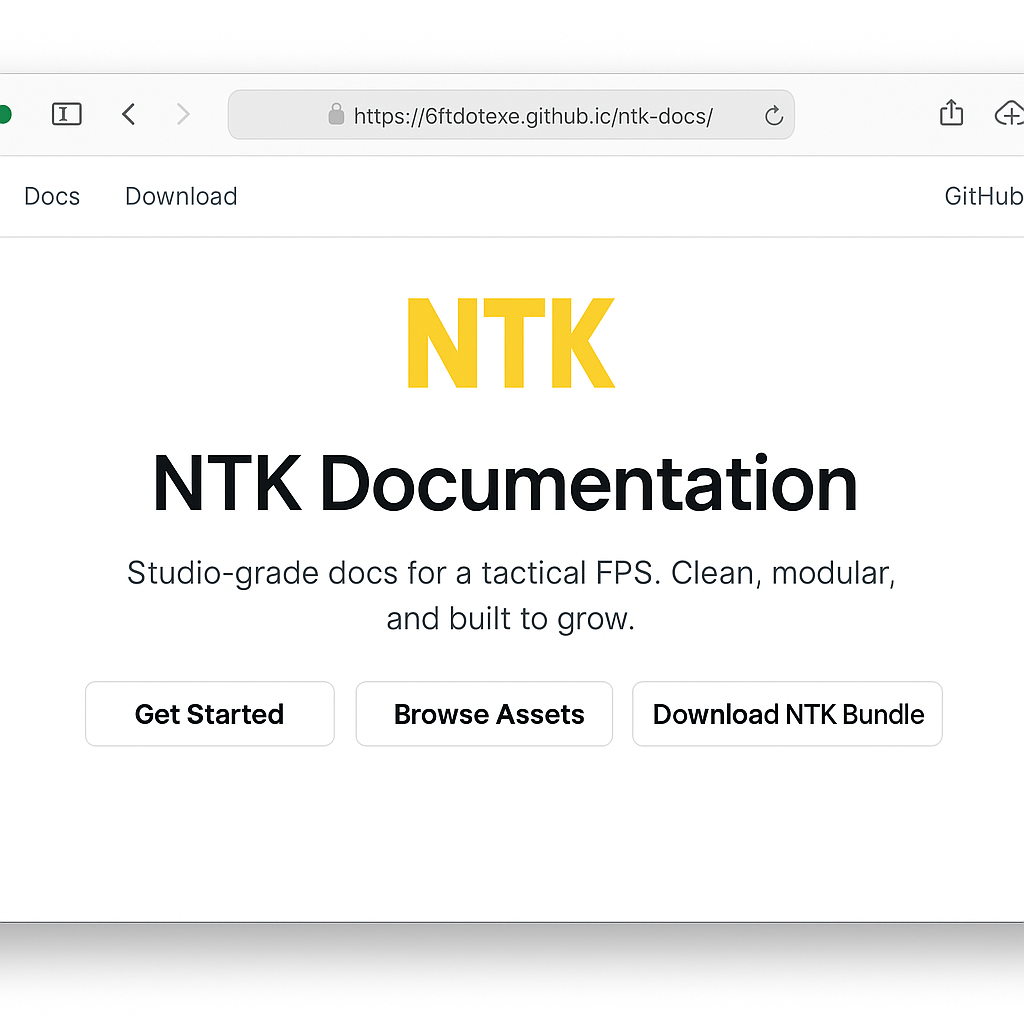 https://6ftdotexe.github.ic/ntk-docs/
Docs Download GitHub
NTK
NTK Documentation
Studio-grade docs for a tactical FPS. Clean, modular,
and built to grow.
Get Started Browse Assets Download NTK Bundle